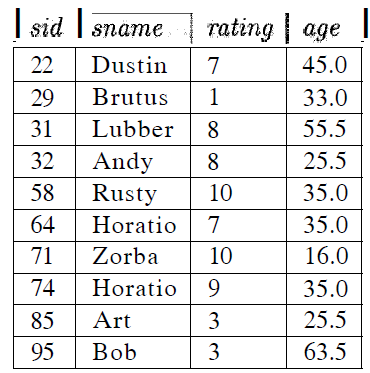 sid sname rating age
22 Dustin 7 45.0
29 Brutus 1 33.0
31 Lubber 8 55.5
32 Andy 8 25.5
58 Rusty 10 35.0
64 Horatio 7 35.0
71 Zorba 10 16.0
74 Horatio 9 35.0
85 Art 3 25.5
95 Bob 3 63.5